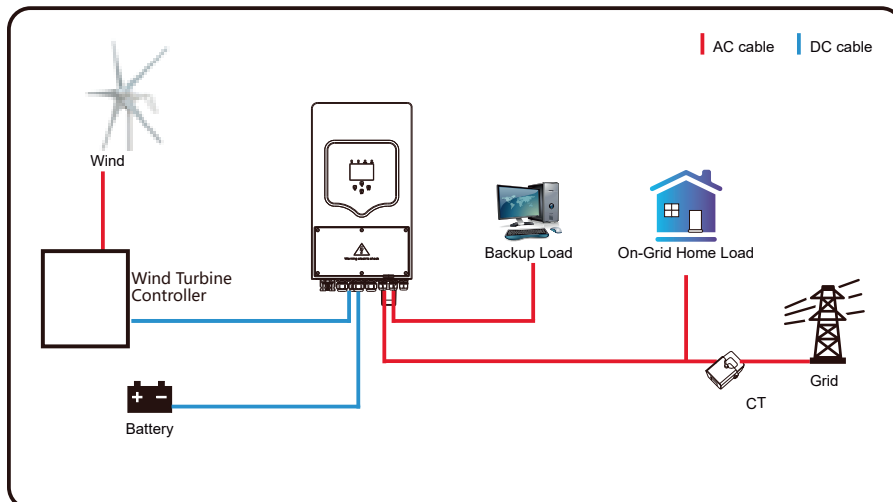 AC cable
DC cable
Wind
Wind Turbine
Controller
Backup Load
On-Grid Home Load
Grid
CT
Battery
+ −